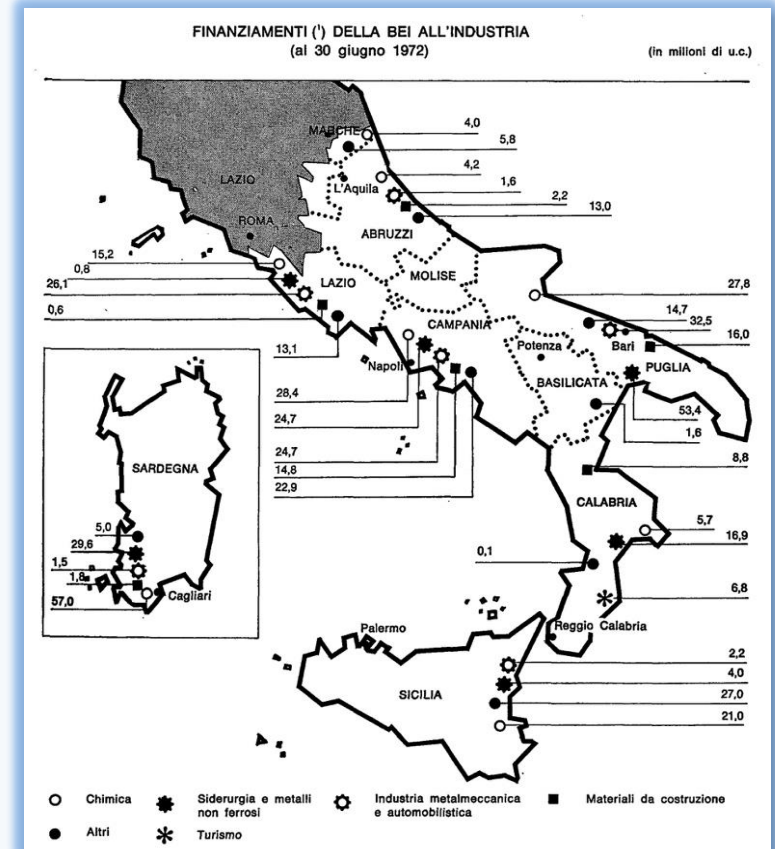 FINANZIAMENTI (¹) DELLA BEI ALL'INDUSTRIA
(al 30 giugno 1972)
(in milioni di u.c.)
MARCHE
4,0
5,8
4,2
L'Aquila
1,6
2,2
13,0
LAZIO
ROMA
ABRUZZI
15,2
0,8
26,1
0,6
13,1
LAZIO
MOLISE
CAMPANIA
27,8
14,7
32,5
16,0
Bari
Potenza
PUGLIA
BASILICATA
Napoli
28,4
24,7
24,7
14,8
22,9
53,4
1,6
8,8
SARDEGNA
5,0
29,6
1,5
1,8
57,0
Cagliari
CALABRIA
5,7
16,9
0,1
6,8
Reggio Calabria
Palermo
SICILIA
2,2
4,0
27,0
21,0
Chimica
Siderurgia e metalli
non ferrosi
Industria metalmeccanica
e automobilistica
Materiali da costruzione
Altri
Turismo